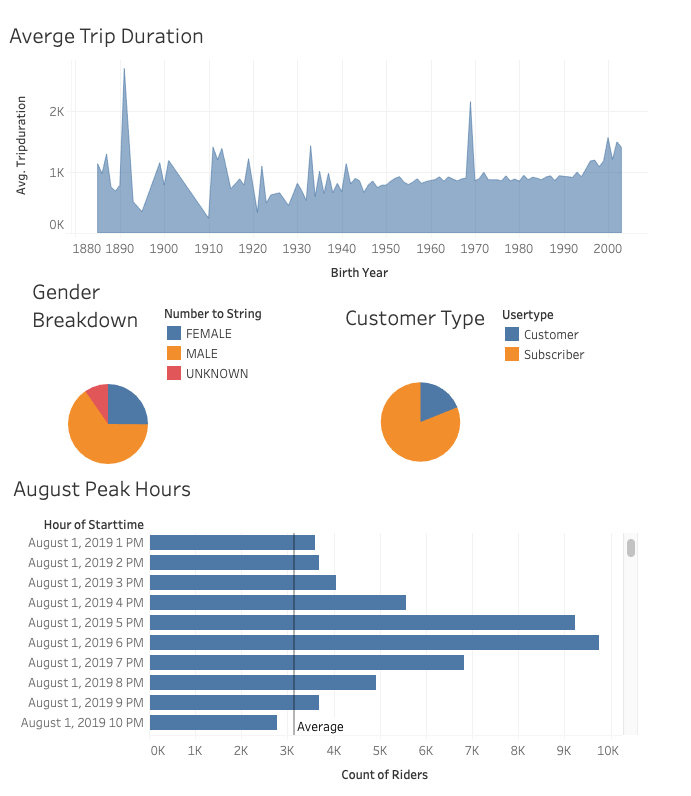 Averge Trip Duration
Avg. Tripduration
2K
1K
0K
1880 1890 1900 1910 1920 1930 1940 1950 1960 1970 1980 1990 2000
Birth Year
Gender
Breakdown
Number to String
FEMALE
MALE
UNKNOWN
Customer Type
Usertype
Customer
Subscriber
August Peak Hours
Hour of Starttime
August 1, 2019 1 PM
August 1, 2019 2 PM
August 1, 2019 3 PM
August 1, 2019 4 PM
August 1, 2019 5 PM
August 1, 2019 6 PM
August 1, 2019 7 PM
August 1, 2019 8 PM
August 1, 2019 9 PM
August 1, 2019 10 PM
Average
0K 1K 2K 3K 4K 5K 6K 7K 8K 9K 10K
Count of Riders